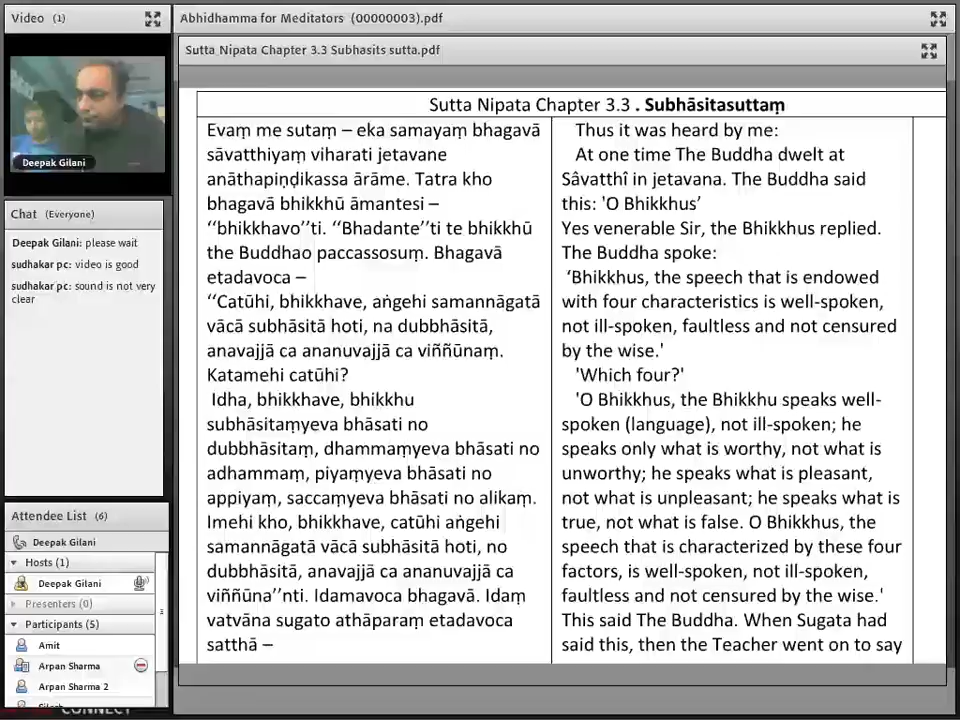 Video (1)
Deepak Gilani
Chat (Everyone)
Deepak Gilani: please wait
sudhakar pc: video is good
sudhakar pc: sound is not very
clear
Attendee List (6)
Deepak Gilani
Hosts (1)
Deepak Gilani
Presenters (0)
Participants (5)
Amit
Arpan Sharma
Arpan Sharma 2
CONNECT
Abhidhamma for Meditators (00000003).pdf
Sutta Nipata Chapter 3.3 Subhasits sutta.pdf
Sutta Nipata Chapter 3.3 . Subhāsitasuttaṃ
Evaṃ me sutaṃ – eka samayaṃ bhagavā
sāvatthiyaṃ viharati jetavane
anāthapiṇḍikassa ārāme. Tatra kho
bhagavā bhikkhū āmantesi –
‘‘bhikkhavo’’ti. ‘‘Bhadante’’ti te bhikkhū
the Buddhao paccassosuṃ. Bhagavā
etadavoca –
‘‘Catūhi, bhikkhave, aṅgehi samannāgatā
vācā subhāsitā hoti, na dubbhāsitā,
anavajjā ca ananuvajjā ca viññūnaṃ.
Katamehi catūhi?
Idha, bhikkhave, bhikkhu
subhāsitaṃyeva bhāsati no
dubbhāsitaṃ, dhammaṃyeva bhāsati no
adhammaṃ, piyaṃyeva bhāsati no
appiyaṃ, saccaṃyeva bhāsati no alikaṃ.
Imehi kho, bhikkhave, catūhi aṅgehi
samannāgatā vācā subhāsitā hoti, no
dubbhāsitā, anavajjā ca ananuvajjā ca
viññūna’’nti. Idamavoca bhagavā. Idaṃ
vatvāna sugato athāparaṃ etadavoca
satthā –
Thus it was heard by me:
At one time The Buddha dwelt at
Sâvatthî in jetavana. The Buddha said
this: 'O Bhikkhus’
Yes venerable Sir, the Bhikkhus replied.
The Buddha spoke:
‘Bhikkhus, the speech that is endowed
with four characteristics is well-spoken,
not ill-spoken, faultless and not censured
by the wise.'
'Which four?'
'O Bhikkhus, the Bhikkhu speaks well-
spoken (language), not ill-spoken; he
speaks only what is worthy, not what is
unworthy; he speaks what is pleasant,
not what is unpleasant; he speaks what is
true, not what is false. O Bhikkhus, the
speech that is characterized by these four
factors, is well-spoken, not ill-spoken,
faultless and not censured by the wise.'
This said The Buddha. When Sugata had
said this, then the Teacher went on to say